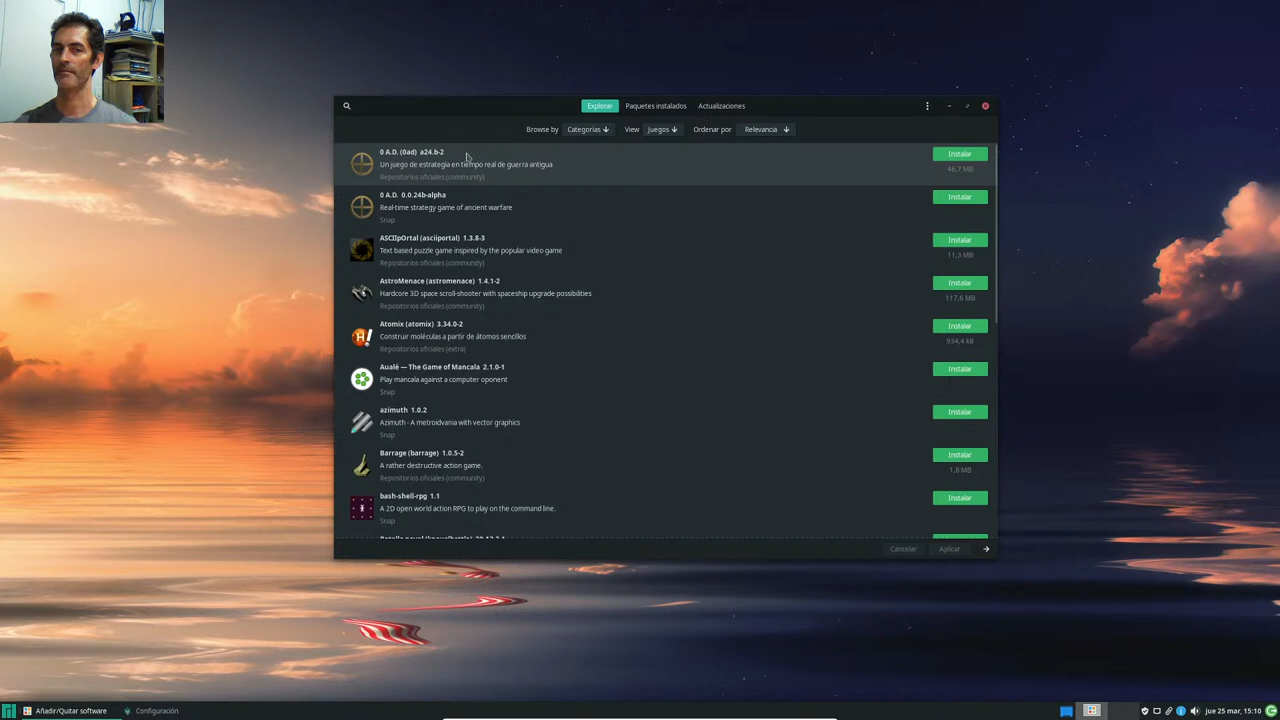 Explorar Paquetes instalados Actualizaciones
Browse by Categorías View Juegos Ordenar por Relevancia
0 A.D. (0ad) a24.b-2
Instalar
Un juego de estrategia en tiempo real de guerra antigua
46,7 MB
Repositorios oficiales (community)
0 A.D. 0.0.24b-alpha
Instalar
Real-time strategy game of ancient warfare
Snap
ASCIIpOrtal (asciiportal) 1.3.8-3
Instalar
Text based puzzle game inspired by the popular video game
11,3 MB
Repositorios oficiales (community)
AstroMenace (astromenace) 1.4.1-2
Instalar
Hardcore 3D space scroll-shooter with spaceship upgrade possibilities
117,6 MB
Repositorios oficiales (community)
Atomix (atomix) 3.34.0-2
Instalar
Construir moléculas a partir de átomos sencillos
934,4 kB
Repositorios oficiales (extra)
Aualé — The Game of Mancala 2.1.0-1
Instalar
Play mancala against a computer oponent
Snap
azimuth 1.0.2
Instalar
Azimuth - A metroidvania with vector graphics
Snap
Barrage (barrage) 1.0.5-2
Instalar
A rather destructive action game.
1,8 MB
Repositorios oficiales (community)
bash-shell-rpg 1.1
Instalar
A 2D open world action RPG to play on the command line.
Snap
Cancelar Aplicar
Añadir/Quitar software Configuración jue 25 mar, 15:10